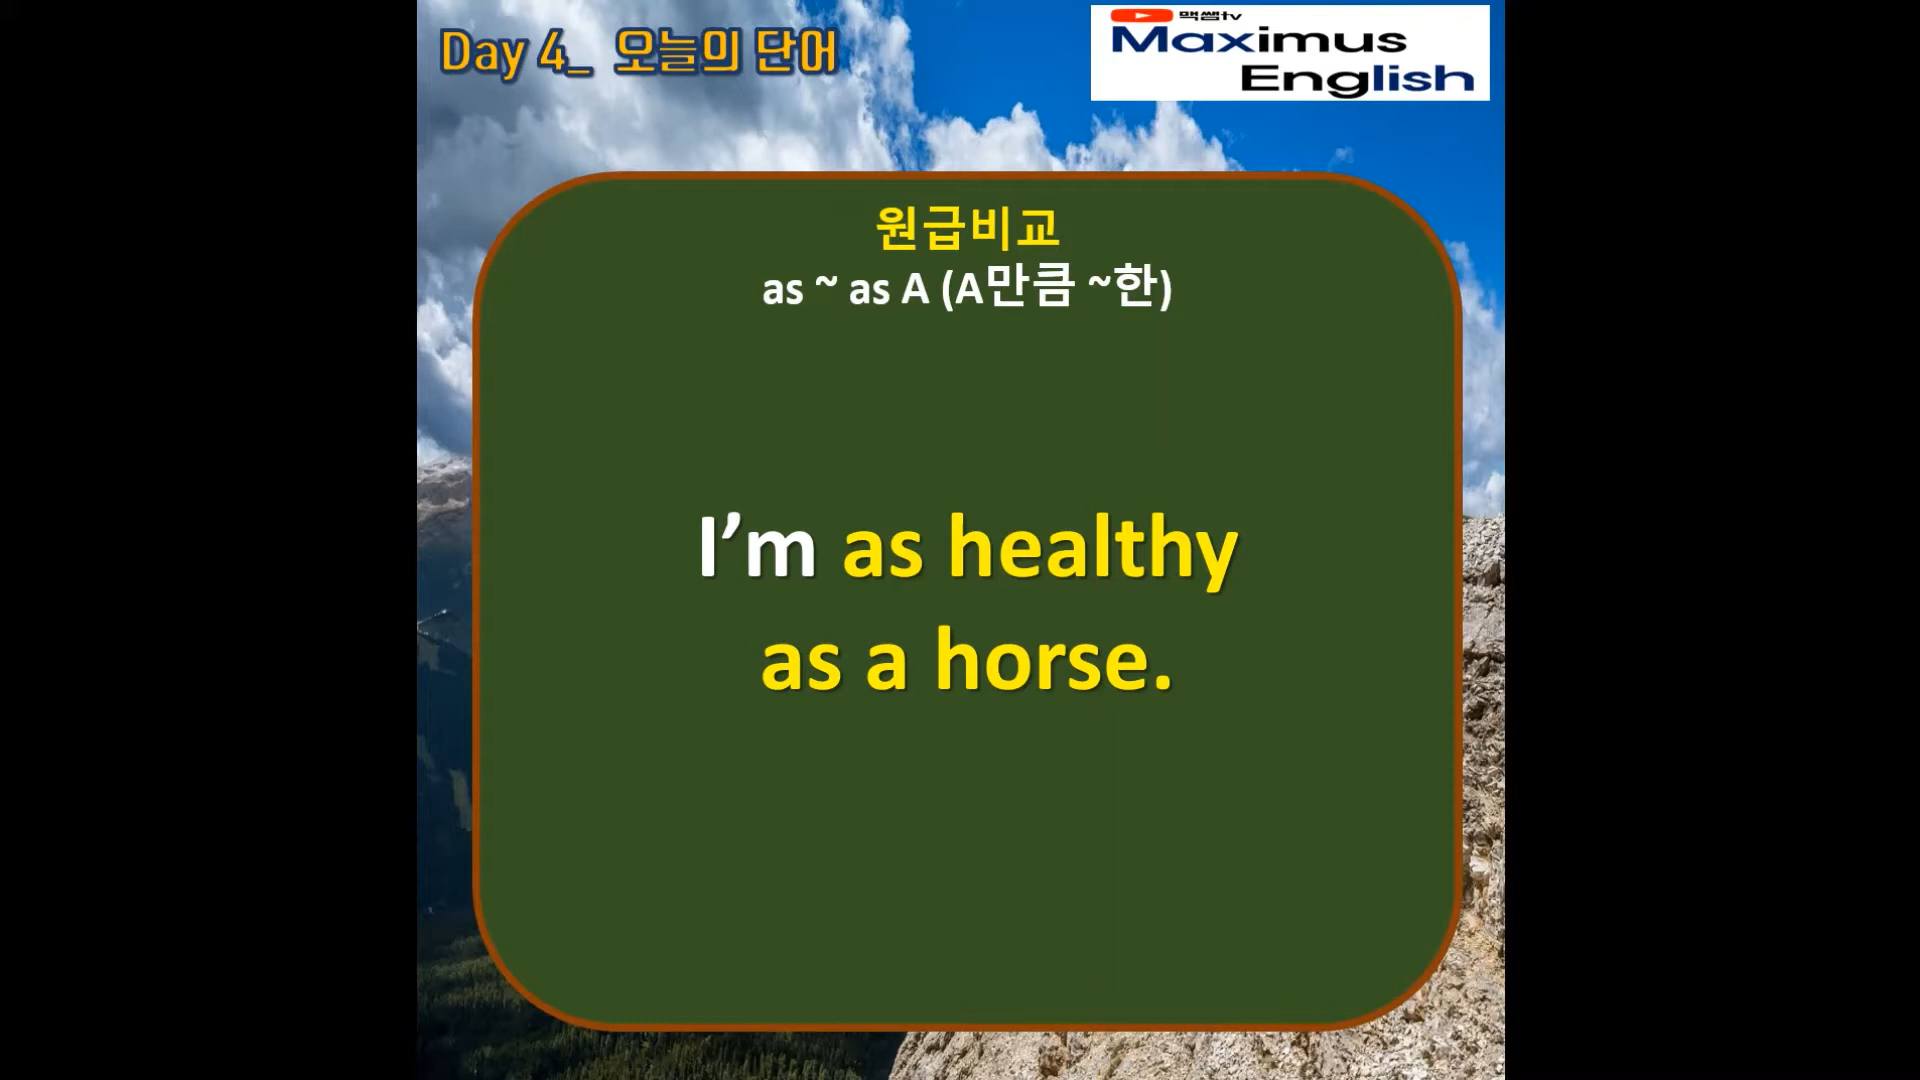 Day 4_ 오늘의 단어
맥쌤tv
Maximus
English
원급비교
as ~ as A (A만큼 ~한)
I’m as healthy
as a horse.